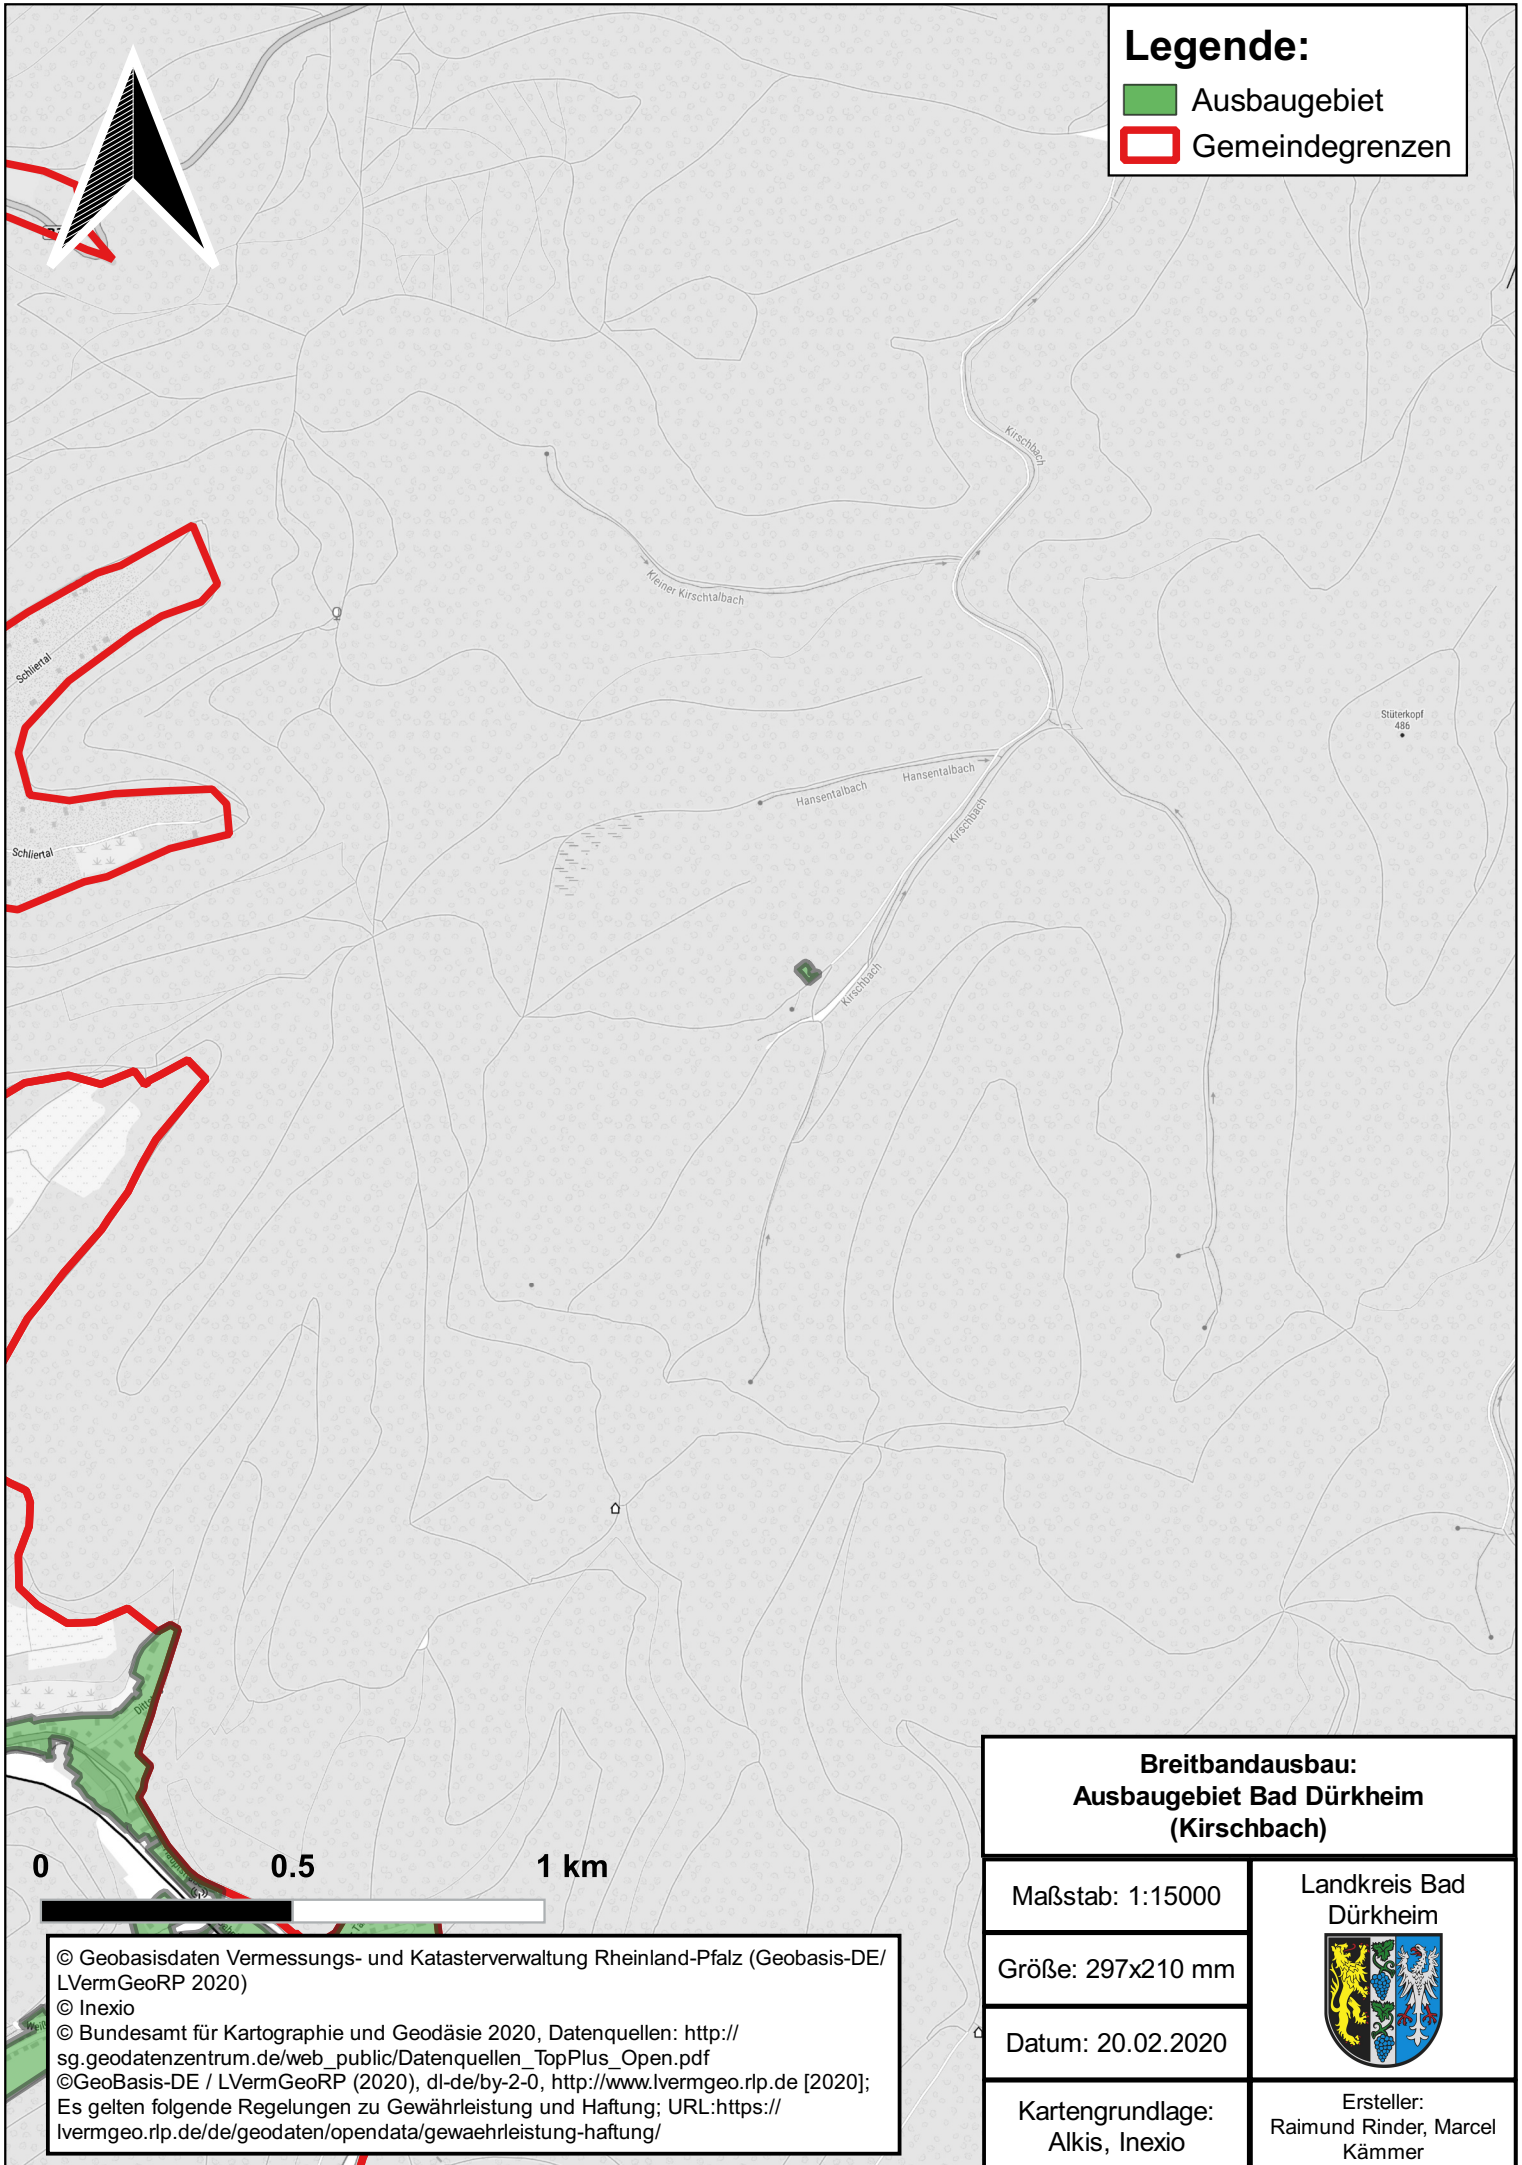 Legende:
Ausbaugebiet
Gemeindegrenzen
Kirschbach
Kleiner Kirschtalbach
Schliertal
Stüterkopf
486
Hansentalbach
Hansentalbach
Kirschbach
Schliertal
Kirschbach
0 0.5 1 km
© Geobasisdaten Vermessungs- und Katasterverwaltung Rheinland-Pfalz (Geobasis-DE/
LVermGeoRP 2020)
© Inexio
© Bundesamt für Kartographie und Geodäsie 2020, Datenquellen: http://
sg.geodatenzentrum.de/web_public/Datenquellen_TopPlus_Open.pdf
©GeoBasis-DE / LVermGeoRP (2020), dl-de/by-2-0, http://www.lvermgeo.rlp.de [2020];
Es gelten folgende Regelungen zu Gewährleistung und Haftung; URL:https://
lvermgeo.rlp.de/de/geodaten/opendata/gewaehrleistung-haftung/
Breitbandausbau:
Ausbaugebiet Bad Dürkheim
(Kirschbach)
Maßstab: 1:15000
Größe: 297x210 mm
Datum: 20.02.2020
Kartengrundlage:
Alkis, Inexio
Landkreis Bad
Dürkheim
Ersteller:
Raimund Rinder, Marcel
Kämmer